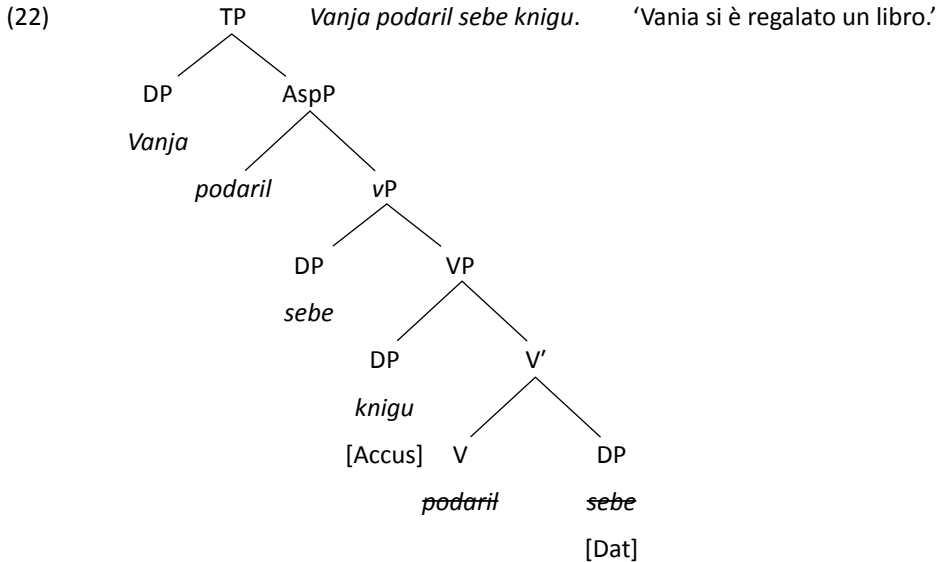 (22) TP Vanja podaril sebe knigu. ‘Vania si è regalato un libro.’
DP AspP
Vanja
podaril vP
DP VP
sebe
DP V’
knigu
[Accus] V DP
podaril sebe
[Dat]